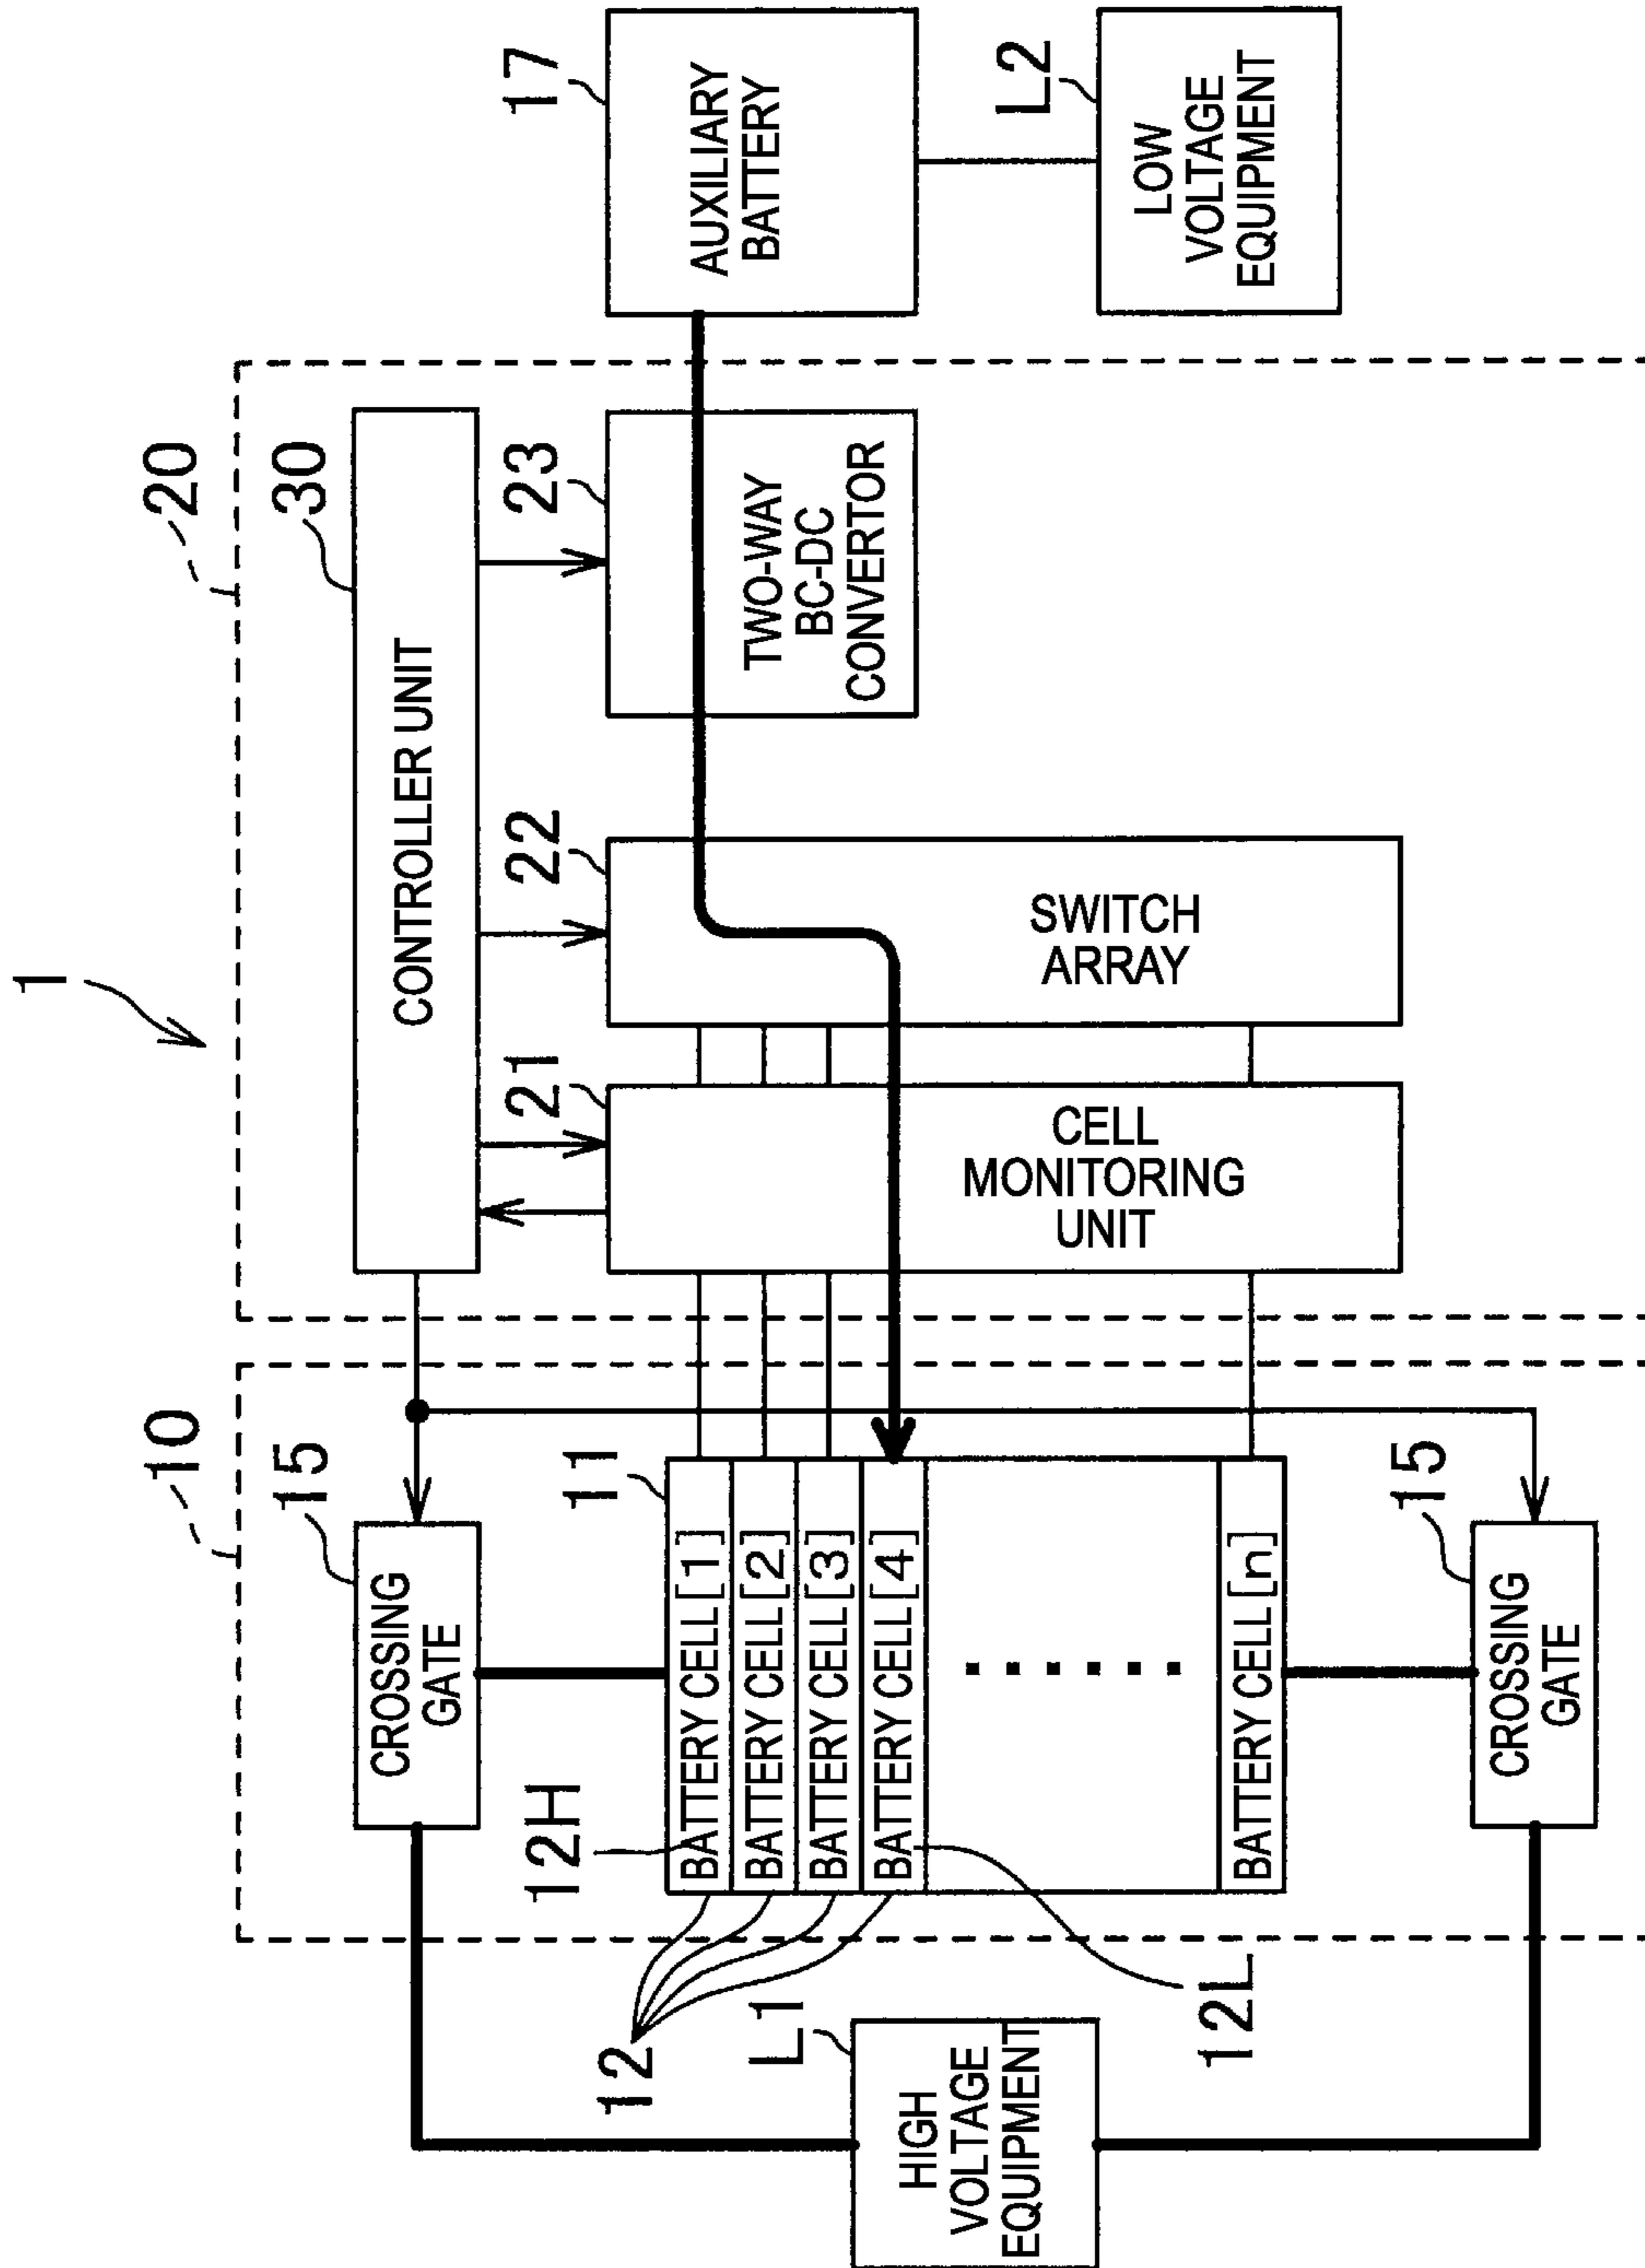 1
10
20
15
CROSSING
GATE
30
CONTROLLER UNIT
12H
11
21
22
23
17
HIGH
VOLTAGE
EQUIPMENT
L1
12
BATTERY CELL[1]
BATTERY CELL[2]
BATTERY CELL[3]
BATTERY CELL[4]
BATTERY CELL[n]
12L
CELL
MONITORING
UNIT
SWITCH
ARRAY
TWO-WAY
BC-DC
CONVERTOR
AUXILIARY
BATTERY
15
CROSSING
GATE
L2
LOW
VOLTAGE
EQUIPMENT